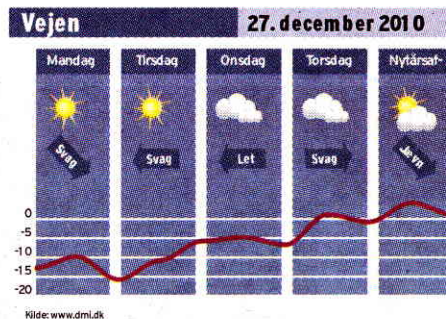 Vejen 27. december 2010
Mandag Tirsdag Onsdag Torsdag Nytårsaf-
Svag Svag Let Svag Jævn
0
-5
-10
-15
-20
Kilde: www.dmi.dk